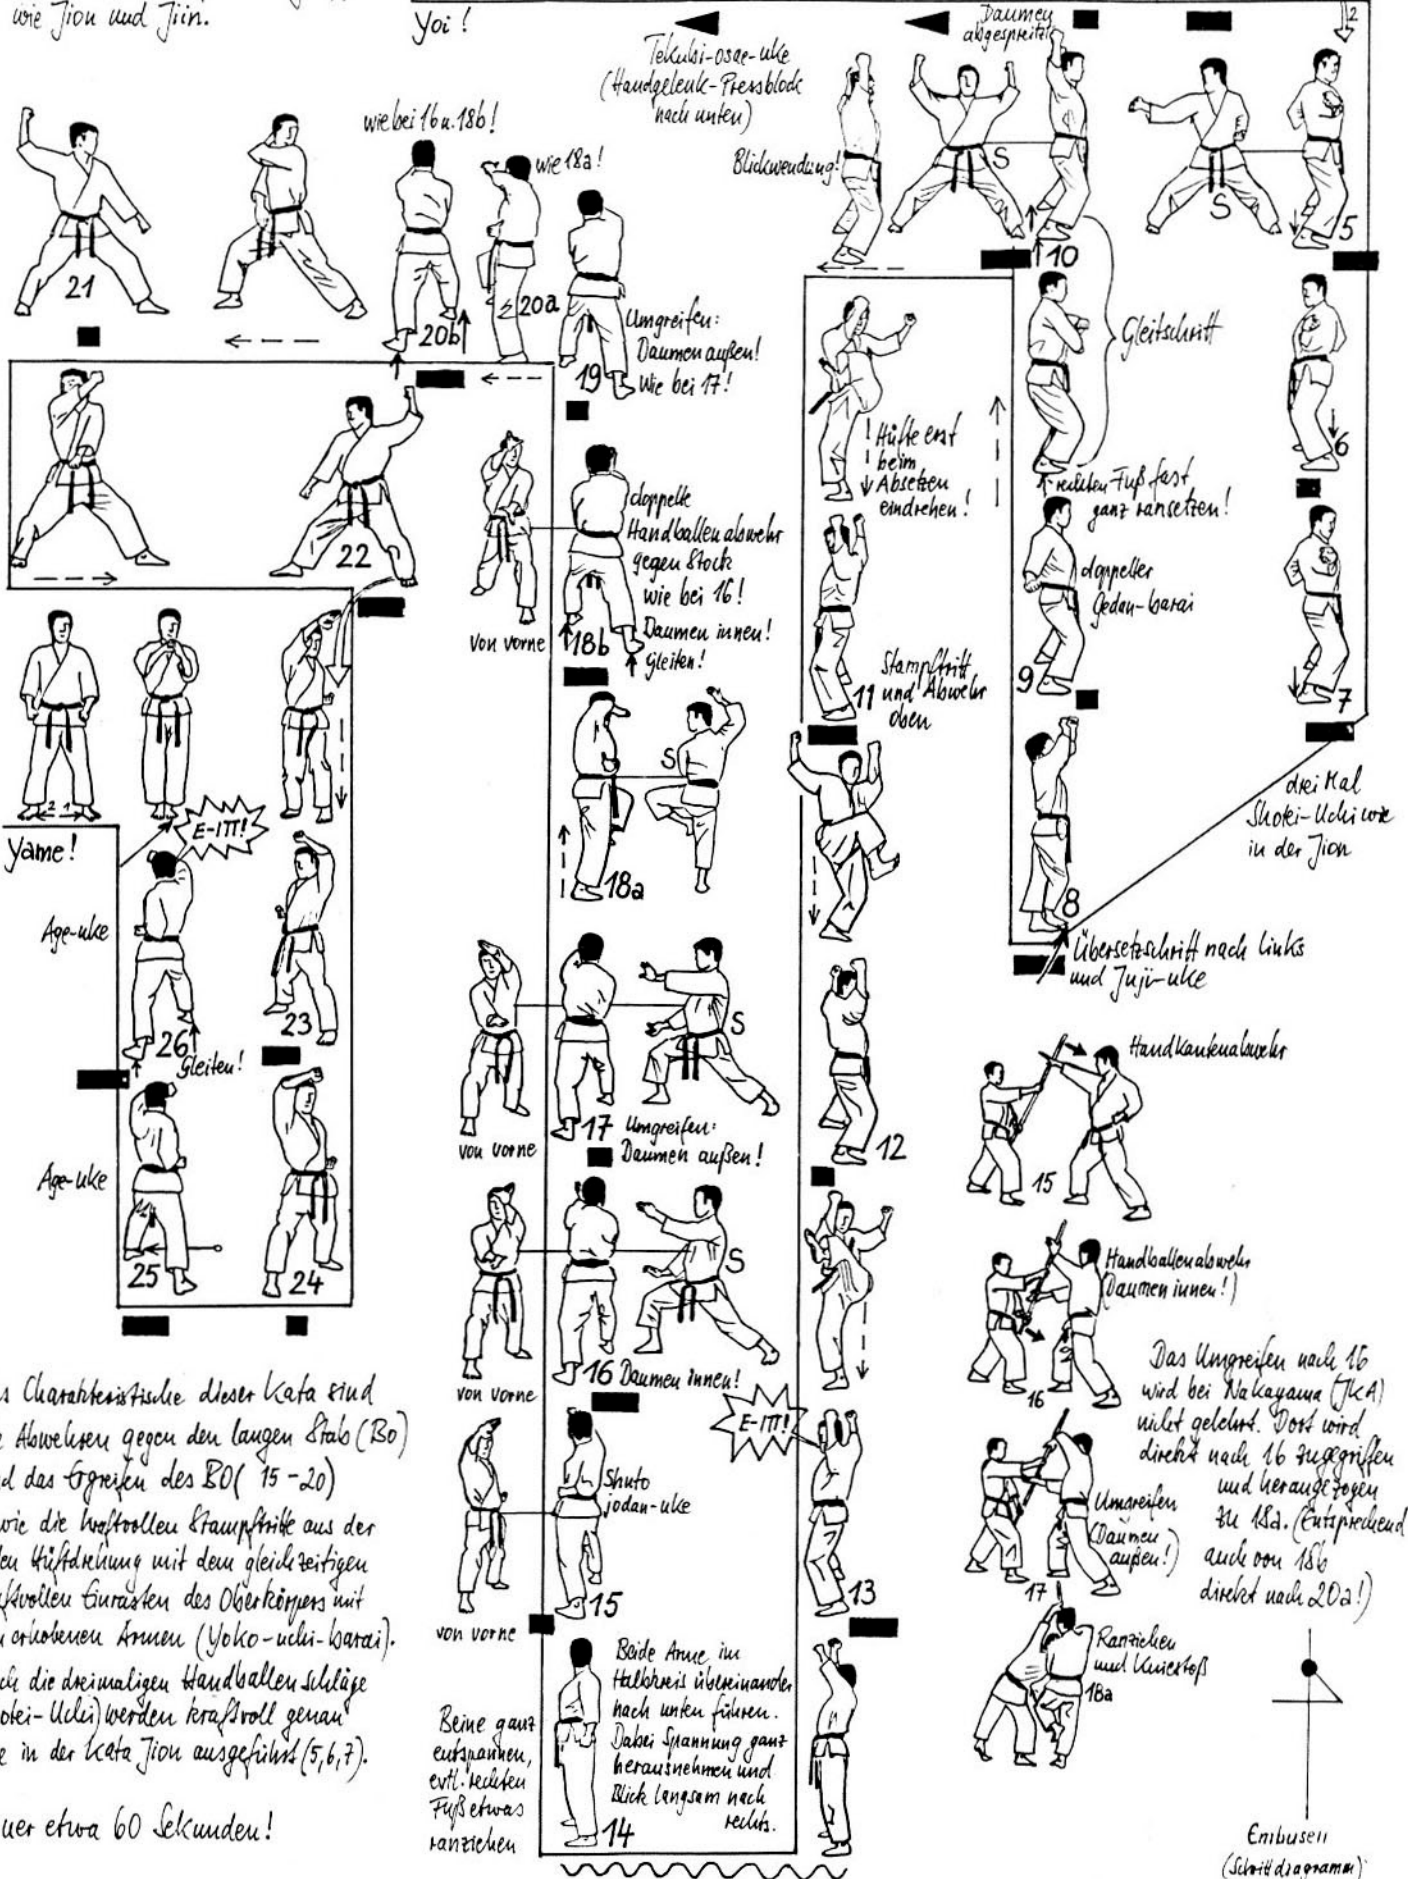 wie Jion und Jiin.
Yoi!
Tekubi-osae-uke
(Handgelenk-Pressblock
nach unten)
Daumen
abgespreitzt
2
wie bei 16 u. 18b!
wie 18a!
Blickwendung!
S
S
5
10
21
20b
20a
19
Umgreifen:
Daumen außen!
Wie bei 17!
Gleitschritt
6
Hüfte erst
beim
Absetzen
eindrehen!
rechten Fuß fast
ganz ransetzen!
22
doppelte
Handballenabwehr
gegen Stock
wie bei 16!
Daumen innen!
Gleiten!
von vorne
18b
doppelter
Gedan-barai
9
7
11
Stampftritt
und Abwehr
oben
S
18a
drei Mal
Shotei-Uchi wie
in der Jion
8
Übersetzschritt nach links
und Juji-uke
2 1
E-ITT!
Yame!
Age-uke
26
Gleiten!
23
S
von vorne
17
Umgreifen:
Daumen außen!
12
Handkantenabwehr
15
Age-uke
25
24
S
von vorne
16
Daumen innen!
E-ITT!
Handballenabwehr
(Daumen innen!)
16
Das Umgreifen nach 16
wird bei Nakayama (JKA)
nicht gelehrt. Dort wird
direkt nach 16 zugegriffen
und herangezogen
zu 18a. (Entsprechend
auch von 18b
direkt nach 20a!)
s Charakteristische dieser Kata sind
e Abwehren gegen den langen Stab (Bo)
d das Ergreifen des BO (15-20)
wie die kraftvollen Stampftritte aus der
en Hüftdrehung mit dem gleichzeitigen
ftvollen Einrasten des Oberkörpers mit
n erhobenen Armen (Yoko-uchi-barai).
ch die dreimaligen Handballenschläge
otei-Uchi) werden kraftvoll genau
e in der Kata Jion ausgeführt (5,6,7).
uer etwa 60 Sekunden!
von vorne
Shuto
jodan-uke
15
13
Umgreifen
(Daumen
außen!)
17
Ranziehen
und Kniestoß
18a
Beine ganz
entspannen,
evtl. rechten
Fuß etwas
ranziehen
14
Beide Arme im
Halbkreis übereinander
nach unten führen.
Dabei Spannung ganz
herausnehmen und
Blick langsam nach
rechts.
Embusen
(Schrittdiagramm)